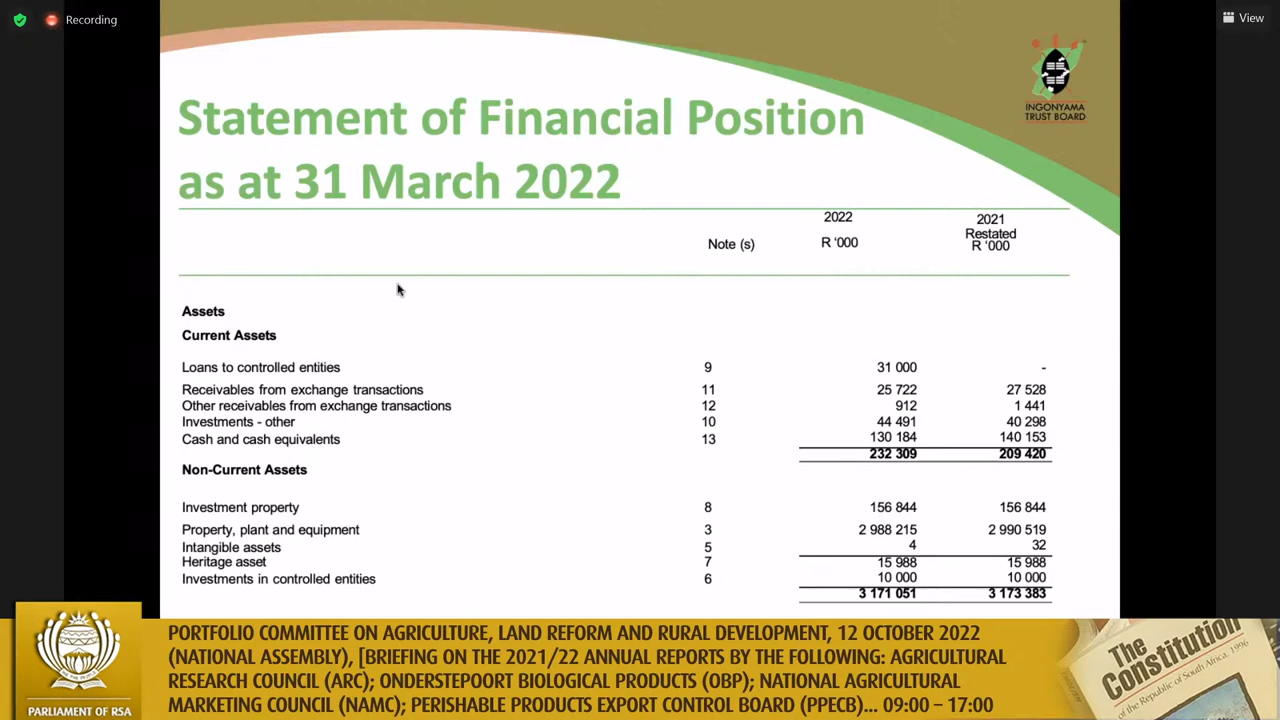 Recording
View
INGONYAMA
TRUST BOARD
Statement of Financial Position
as at 31 March 2022
Note (s) 2022 R '000 2021 Restated R '000
Assets
Current Assets
Loans to controlled entities 9 31 000 -
Receivables from exchange transactions 11 25 722 27 528
Other receivables from exchange transactions 12 912 1 441
Investments - other 10 44 491 40 298
Cash and cash equivalents 13 130 184 140 153
232 309 209 420
Non-Current Assets
Investment property 8 156 844 156 844
Property, plant and equipment 3 2 988 215 2 990 519
Intangible assets 5 4 32
Heritage asset 7 15 988 15 988
Investments in controlled entities 6 10 000 10 000
3 171 051 3 173 383
PARLIAMENT OF RSA
PORTFOLIO COMMITTEE ON AGRICULTURE, LAND REFORM AND RURAL DEVELOPMENT, 12 OCTOBER 2022
(NATIONAL ASSEMBLY), [BRIEFING ON THE 2021/22 ANNUAL REPORTS BY THE FOLLOWING: AGRICULTURAL
RESEARCH COUNCIL (ARC); ONDERSTEPOORT BIOLOGICAL PRODUCTS (OBP); NATIONAL AGRICULTURAL
MARKETING COUNCIL (NAMC); PERISHABLE PRODUCTS EXPORT CONTROL BOARD (PPECB)... 09:00 – 17:00
The
Constitution
of the Republic of South Africa, 1996